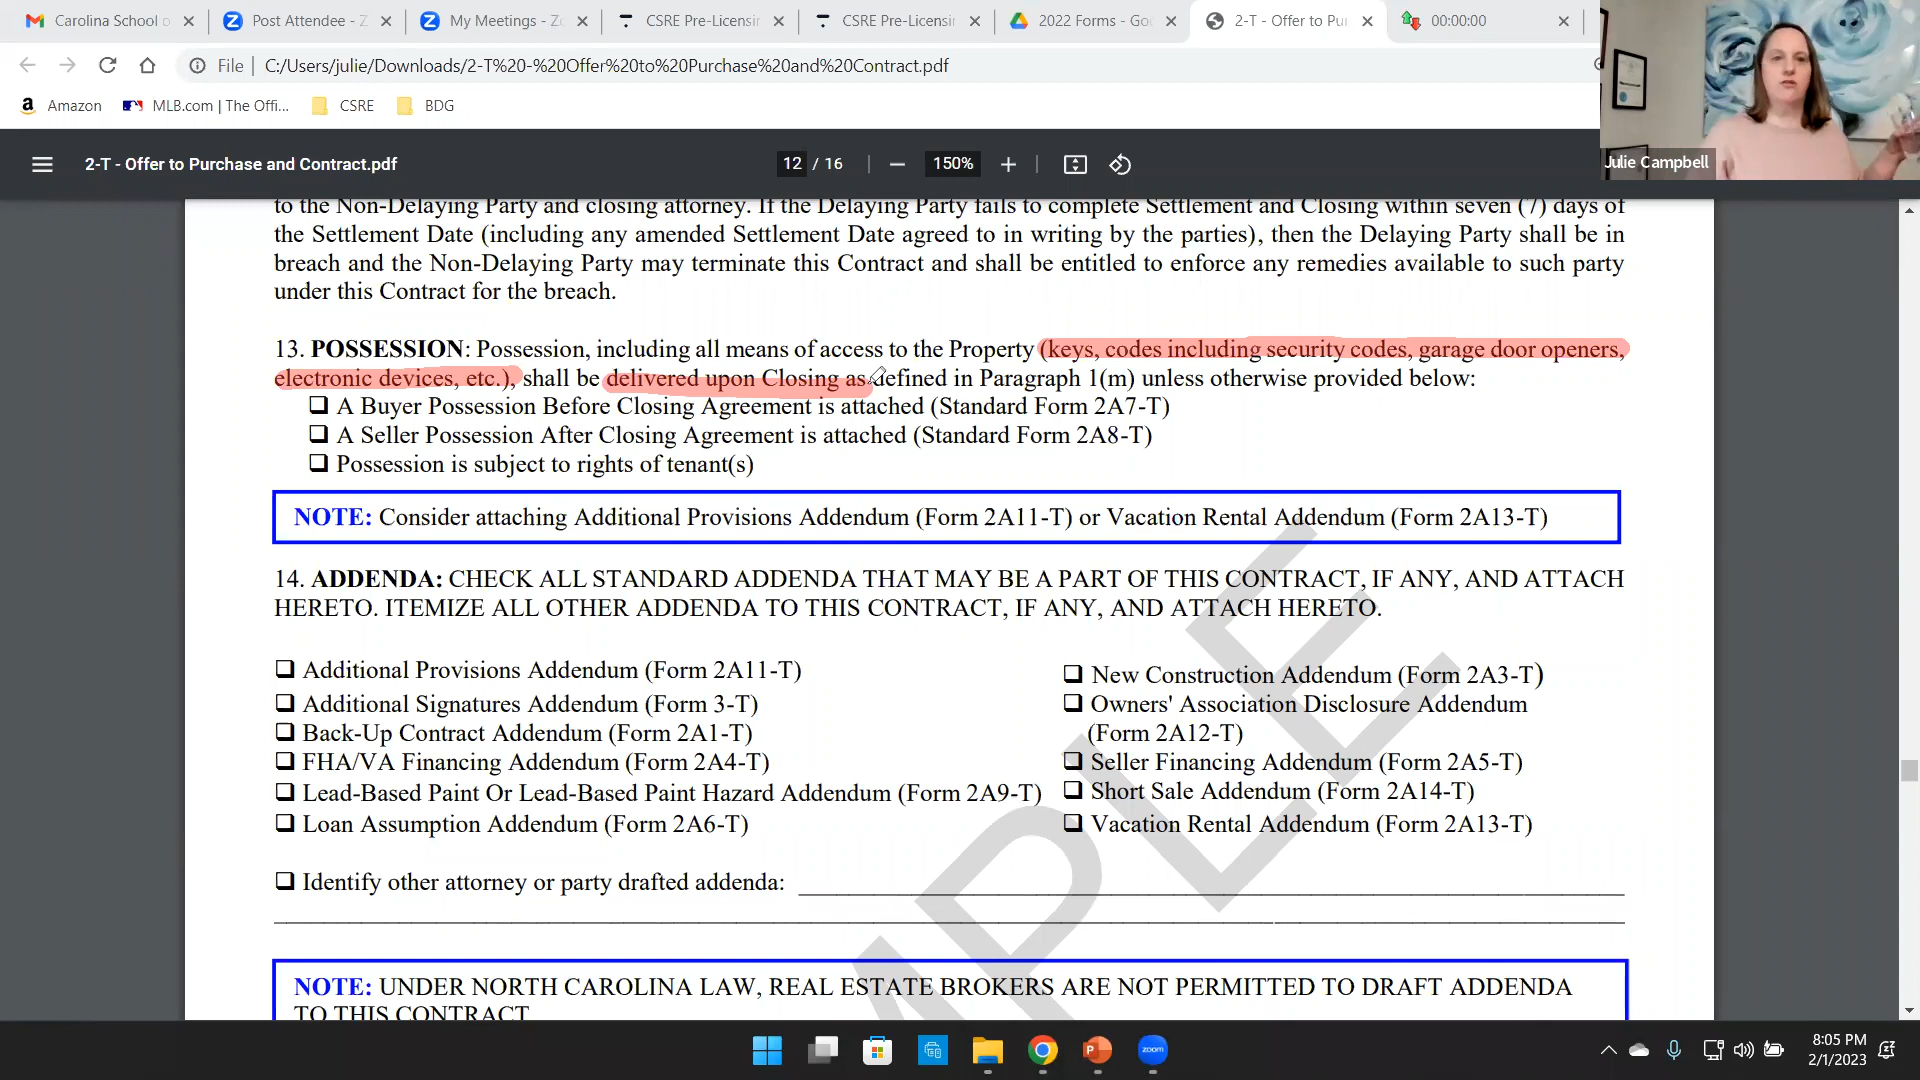 Carolina School o
Post Attendee - Z
My Meetings - Zo
CSRE Pre-Licensin
CSRE Pre-Licensin
2022 Forms - Goo
2-T - Offer to Pu
00:00:00
File
C:/Users/julie/Downloads/2-T%20-%20Offer%20to%20Purchase%20and%20Contract.pdf
Amazon
MLB.com | The Offi...
CSRE
BDG
2-T - Offer to Purchase and Contract.pdf
12 / 16
150%
Julie Campbell
to the Non-Delaying Party and closing attorney. If the Delaying Party fails to complete Settlement and Closing within seven (7) days of
the Settlement Date (including any amended Settlement Date agreed to in writing by the parties), then the Delaying Party shall be in
breach and the Non-Delaying Party may terminate this Contract and shall be entitled to enforce any remedies available to such party
under this Contract for the breach.
13. POSSESSION: Possession, including all means of access to the Property (keys, codes including security codes, garage door openers,
electronic devices, etc.), shall be delivered upon Closing as defined in Paragraph 1(m) unless otherwise provided below:
❑ A Buyer Possession Before Closing Agreement is attached (Standard Form 2A7-T)
❑ A Seller Possession After Closing Agreement is attached (Standard Form 2A8-T)
❑ Possession is subject to rights of tenant(s)
NOTE: Consider attaching Additional Provisions Addendum (Form 2A11-T) or Vacation Rental Addendum (Form 2A13-T)
14. ADDENDA: CHECK ALL STANDARD ADDENDA THAT MAY BE A PART OF THIS CONTRACT, IF ANY, AND ATTACH
HERETO. ITEMIZE ALL OTHER ADDENDA TO THIS CONTRACT, IF ANY, AND ATTACH HERETO.
❑ Additional Provisions Addendum (Form 2A11-T)
❑ Additional Signatures Addendum (Form 3-T)
❑ Back-Up Contract Addendum (Form 2A1-T)
❑ FHA/VA Financing Addendum (Form 2A4-T)
❑ Lead-Based Paint Or Lead-Based Paint Hazard Addendum (Form 2A9-T)
❑ Loan Assumption Addendum (Form 2A6-T)
❑ New Construction Addendum (Form 2A3-T)
❑ Owners' Association Disclosure Addendum
(Form 2A12-T)
❑ Seller Financing Addendum (Form 2A5-T)
❑ Short Sale Addendum (Form 2A14-T)
❑ Vacation Rental Addendum (Form 2A13-T)
❑ Identify other attorney or party drafted addenda:
NOTE: UNDER NORTH CAROLINA LAW, REAL ESTATE BROKERS ARE NOT PERMITTED TO DRAFT ADDENDA
TO THIS CONTRACT
MPLE
zoom
8:05 PM
2/1/2023